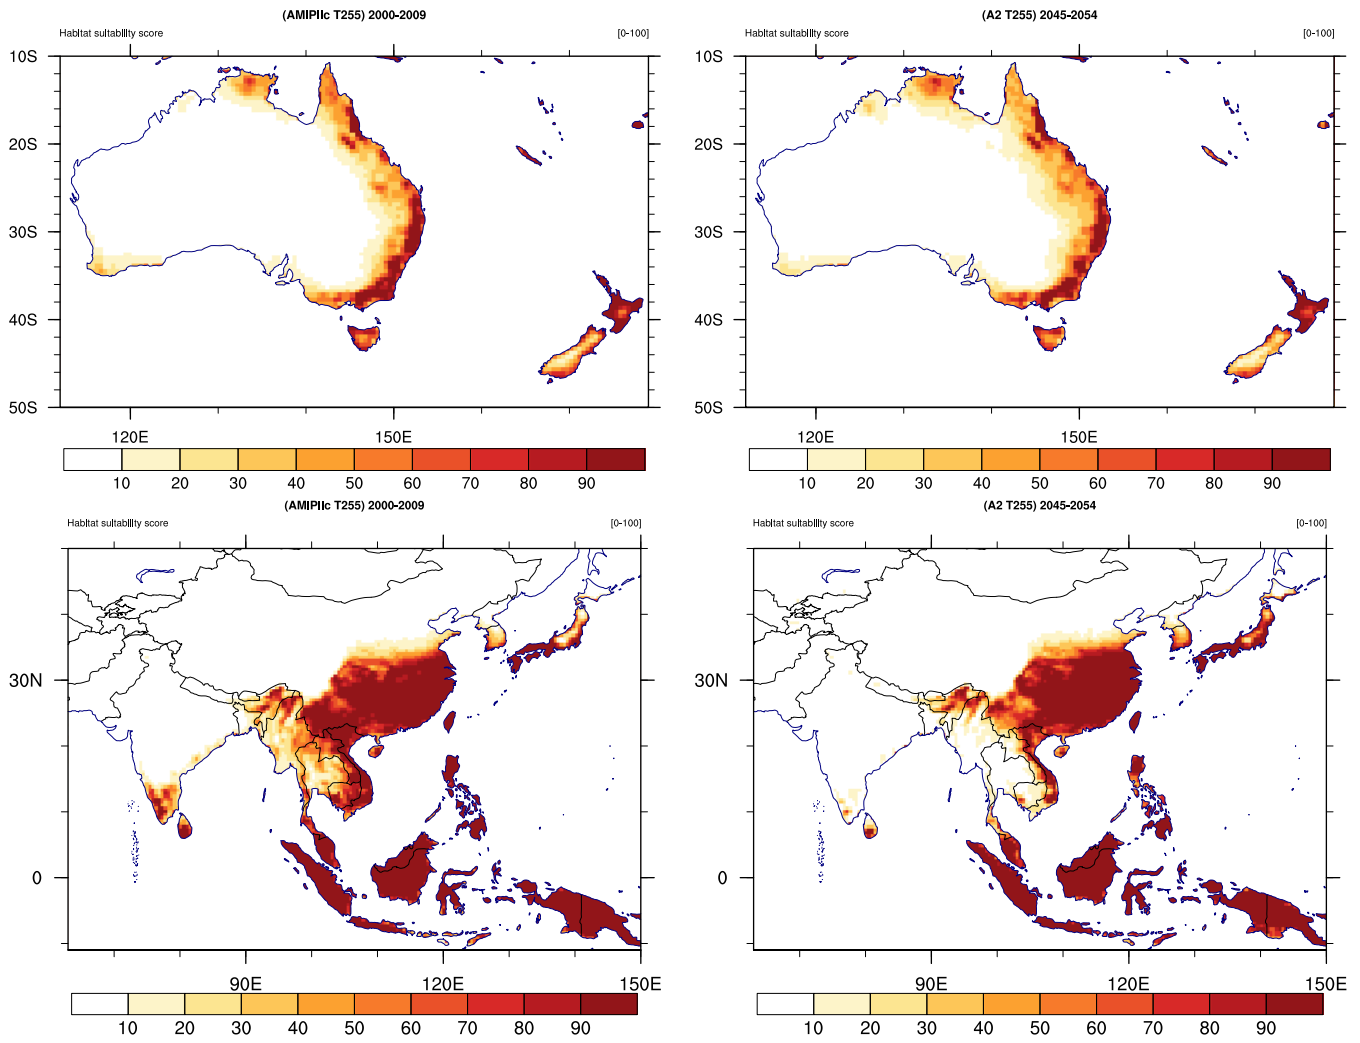 (AMIPIIc T255) 2000-2009
Habitat suitability score [0-100]
10S
20S
30S
40S
50S
120E 150E
10 20 30 40 50 60 70 80 90
(A2 T255) 2045-2054
Habitat suitability score [0-100]
10S
20S
30S
40S
50S
120E 150E
10 20 30 40 50 60 70 80 90
(AMIPIIc T255) 2000-2009
Habitat suitability score [0-100]
30N
0
90E 120E 150E
10 20 30 40 50 60 70 80 90
(A2 T255) 2045-2054
Habitat suitability score [0-100]
30N
0
90E 120E 150E
10 20 30 40 50 60 70 80 90